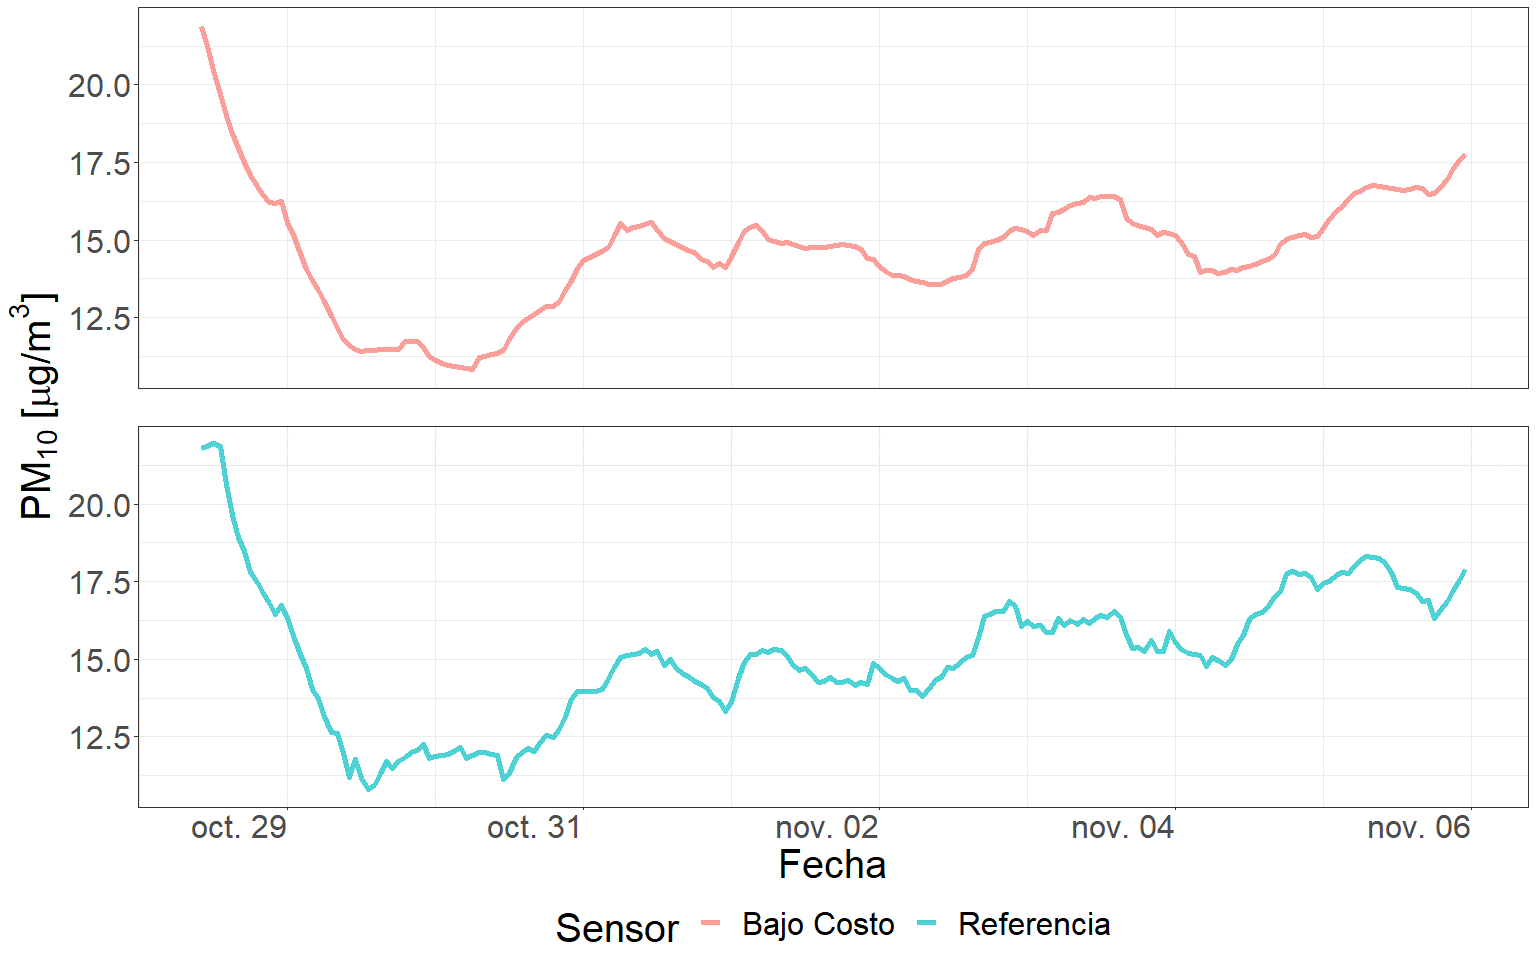 20.0
17.5
15.0
12.5
PM₁₀ [µg/m³]
20.0
17.5
15.0
12.5
oct. 29 oct. 31 nov. 02 nov. 04 nov. 06
Fecha
Sensor Bajo Costo Referencia